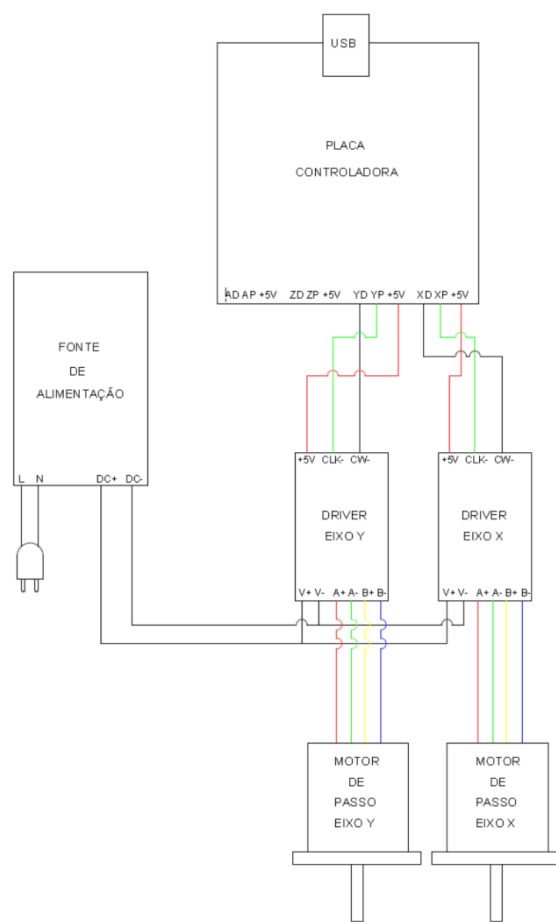 USB
PLACA
CONTROLADORA
AD AP +5V ZD ZP +5V YD YP +5V XD XP +5V
FONTE
DE
ALIMENTAÇÃO
L N DC+ DC-
+5V CLK- CW-
DRIVER
EIXO Y
V+ V- A+ A- B+ B-
+5V CLK- CW-
DRIVER
EIXO X
V+ V- A+ A- B+ B-
MOTOR
DE
PASSO
EIXO Y
MOTOR
DE
PASSO
EIXO X